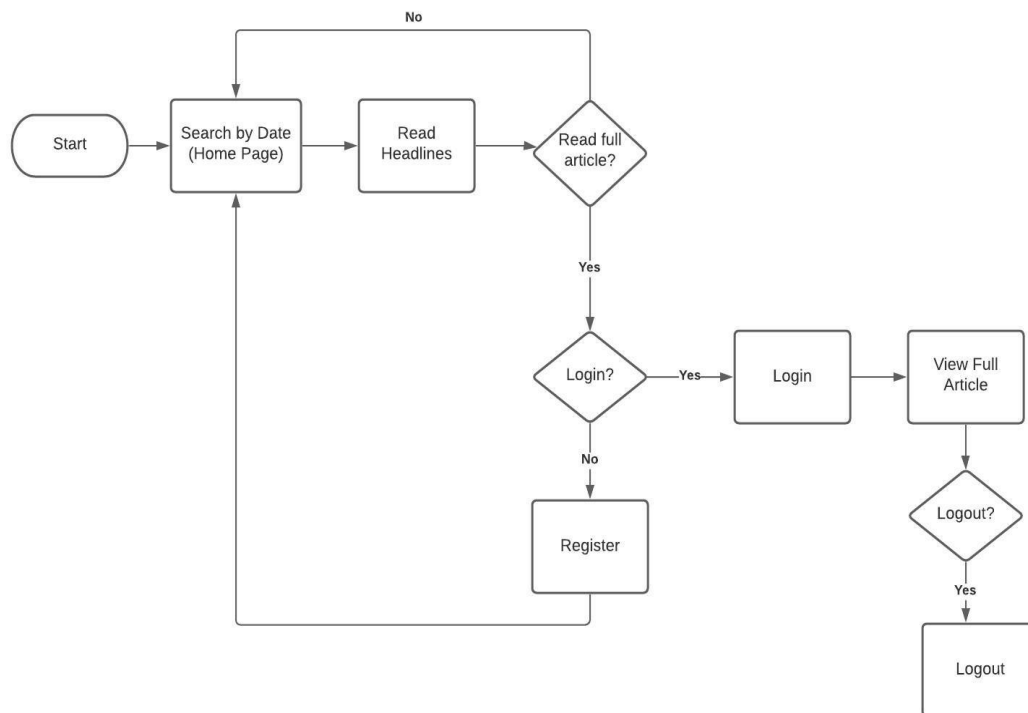 No
Start
Search by Date
(Home Page)
Read
Headlines
Read full
article?
Yes
Login?
Yes
Login
View Full
Article
No
Logout?
Register
Yes
Logout